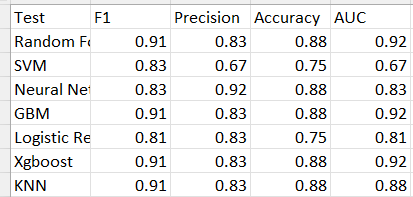 Test F1 Precision Accuracy AUC
Random Fo 0.91 0.83 0.88 0.92
SVM 0.83 0.67 0.75 0.67
Neural Net 0.83 0.92 0.88 0.83
GBM 0.91 0.83 0.88 0.92
Logistic Re 0.81 0.83 0.75 0.81
Xgboost 0.91 0.83 0.88 0.92
KNN 0.91 0.83 0.88 0.88